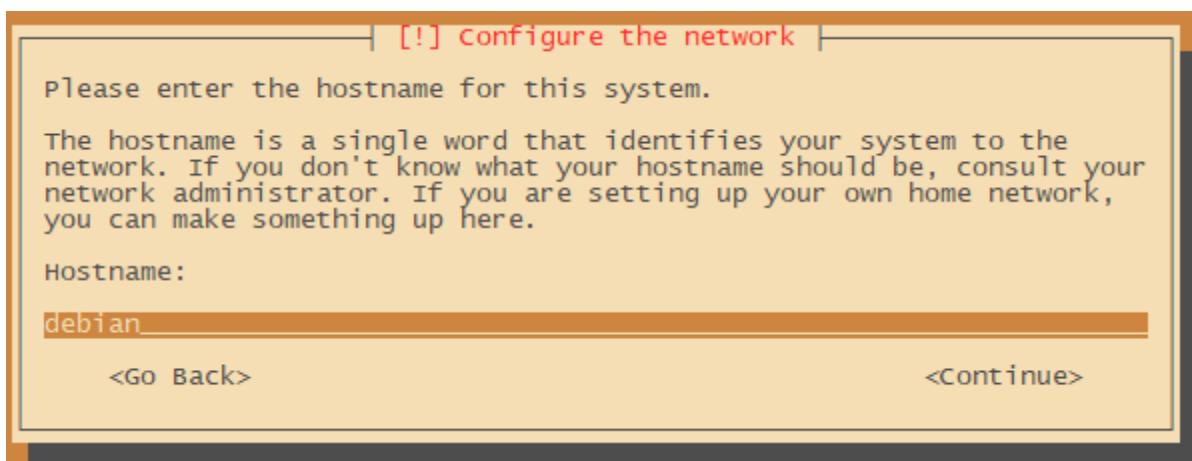 [!] Configure the network
Please enter the hostname for this system.
The hostname is a single word that identifies your system to the
network. If you don't know what your hostname should be, consult your
network administrator. If you are setting up your own home network,
you can make something up here.
Hostname:
debian
<Go Back> <Continue>